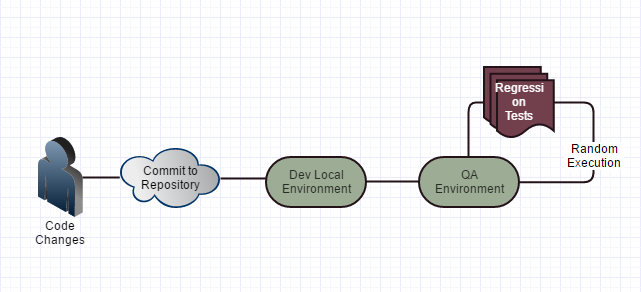 Code
Changes
Commit to
Repository
Dev Local
Environment
QA
Environment
Regressi
on
Tests
Random
Execution